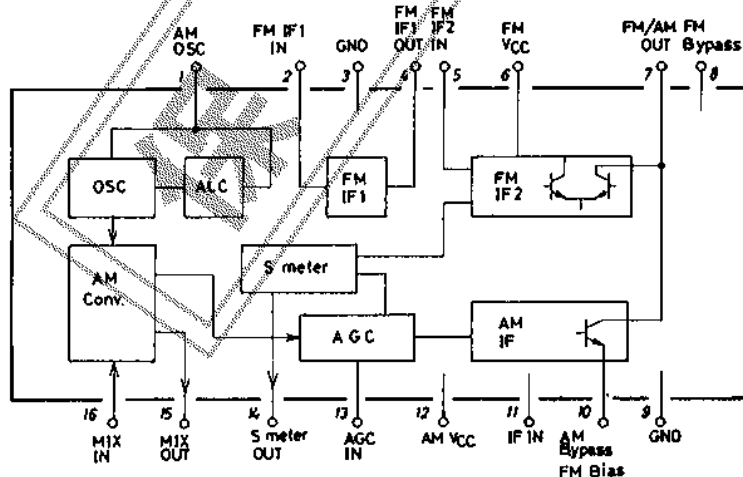 AM
OSC
FM IF1
IN
GND
FM
IF1
OUT
FM
IF2
IN
FM
VCC
FM/AM
OUT
FM
Bypass
1
2
3
4
5
6
7
8
OSC
ALC
FM
IF1
FM
IF2
AM
Conv.
S meter
AGC
AM
IF
16
15
14
13
12
11
10
9
MIX
IN
MIX
OUT
S meter
OUT
AGC
IN
AM VCC
IF IN
AM
Bypass
FM Bias
GND